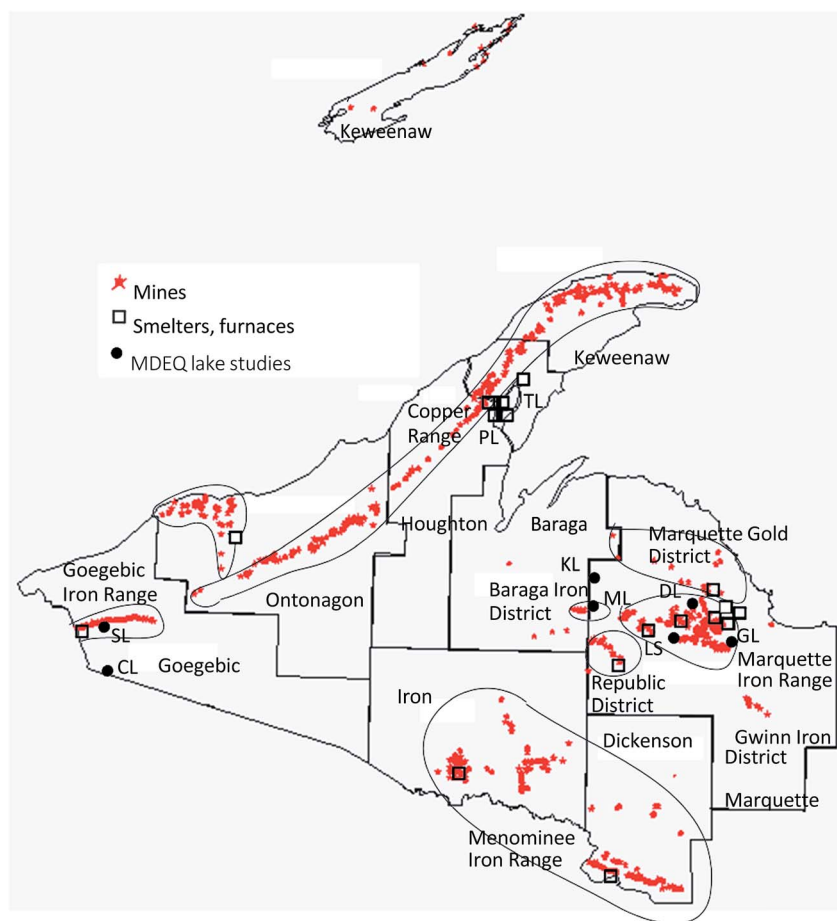 Keweenaw
Mines
Smelters, furnaces
MDEQ lake studies
Keweenaw
TL
Copper
Range
PL
Houghton
Baraga
Marquette Gold
District
KL
Goegebic
Iron Range
Baraga Iron
District
ML
DL
Ontonagon
SL
GL
LS
CL
Goegebic
Marquette
Iron Range
Republic
District
Iron
Gwinn Iron
District
Dickenson
Marquette
Menominee
Iron Range